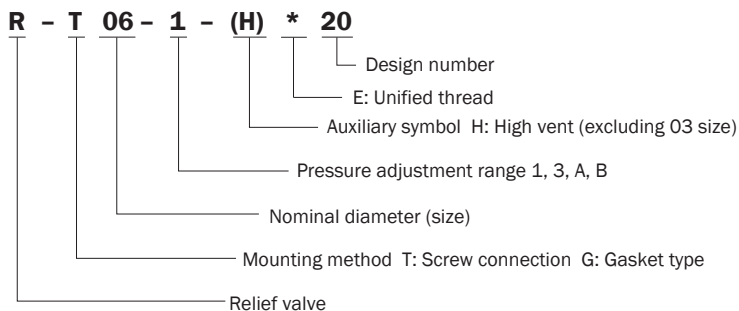 R – T 06 – 1 – (H) * 20
Design number
E: Unified thread
Auxiliary symbol H: High vent (excluding 03 size)
Pressure adjustment range 1, 3, A, B
Nominal diameter (size)
Mounting method T: Screw connection G: Gasket type
Relief valve